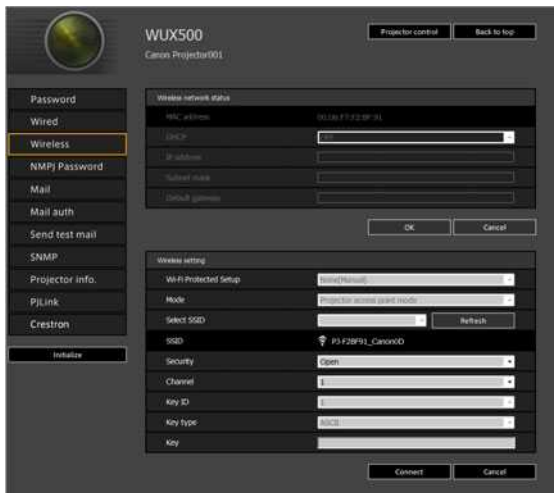 WUX500
Projector control
Back to top
Canon Projector001
Password
Wired
Wireless
NMPJ Password
Mail
Mail auth
Send test mail
SNMP
Projector info.
PJLink
Crestron
Initialize
Wireless network status
MAC address
DHCP
IP address
Subnet mask
Default gateway
OK
Cancel
Wireless setting
Wi-Fi Protected Setup
None(Manual)
Mode
Projector access point mode
Select SSID
Refresh
SSID
PJ-F2BF91_Canon0D
Security
Open
Channel
1
Key ID
1
Key type
ASCII
Key
Connect
Cancel